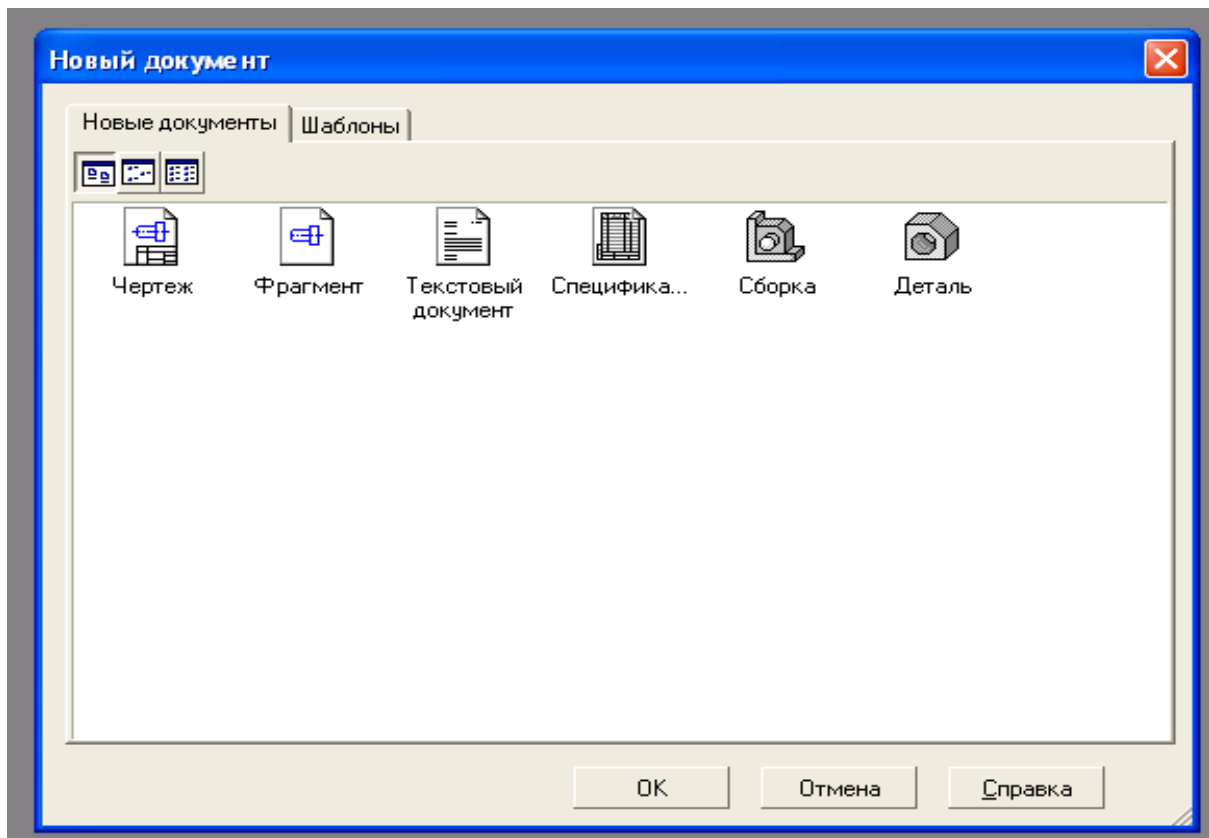 Новый документ
Новые документы Шаблоны
Чертеж Фрагмент Текстовый документ Специфика... Сборка Деталь
OK Отмена Справка